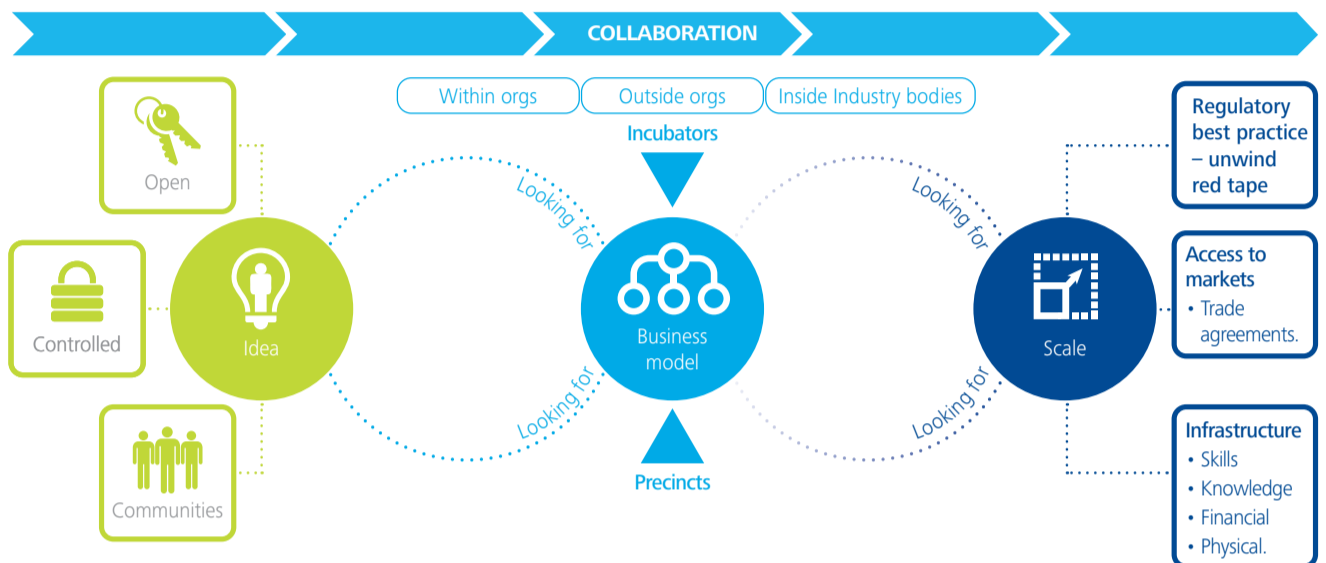 COLLABORATION
Within orgs
Outside orgs
Inside Industry bodies
Incubators
Open
Controlled
Communities
Idea
Looking for
Looking for
Business
model
Precincts
Looking for
Looking for
Scale
Regulatory
best practice
– unwind
red tape
Access to
markets
• Trade
agreements.
Infrastructure
• Skills
• Knowledge
• Financial
• Physical.